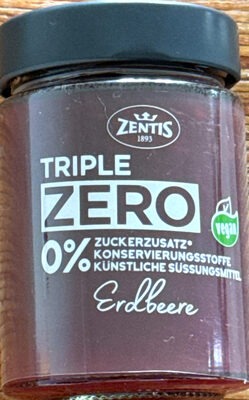 ZENTIS
1893
TRIPLE
ZERO
0% ZUCKERZUSATZ*
KONSERVIERUNGSSTOFFE
KÜNSTLICHE SÜSSUNGSMITTEL
vegan
Erdbeere